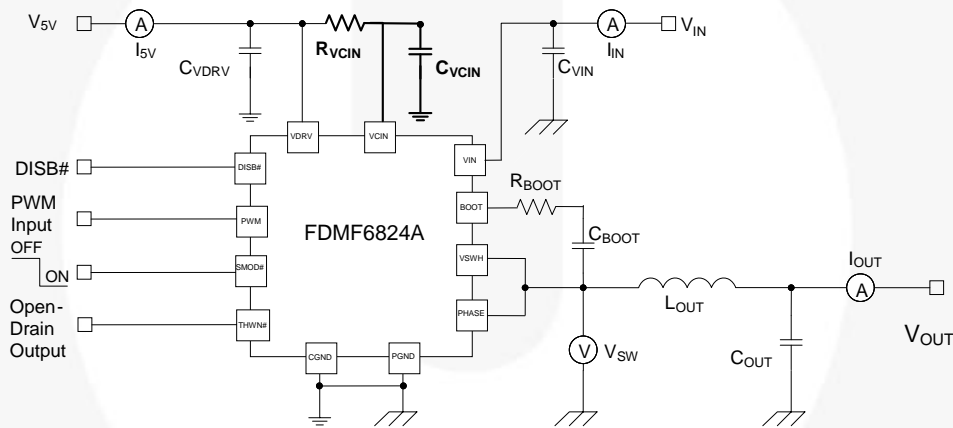 V5V
A
I5V
RVCIN
CVDRV
CVCIN
A
IIN
VIN
CVIN
VDRV
VCIN
DISB#
DISB#
VIN
RBOOT
PWM
Input
PWM
BOOT
FDMF6824A
CBOOT
OFF
ON
SMOD#
VSWH
IOUT
A
LOUT
Open-
Drain
Output
THWN#
PHASE
V
VSW
COUT
VOUT
CGND
PGND